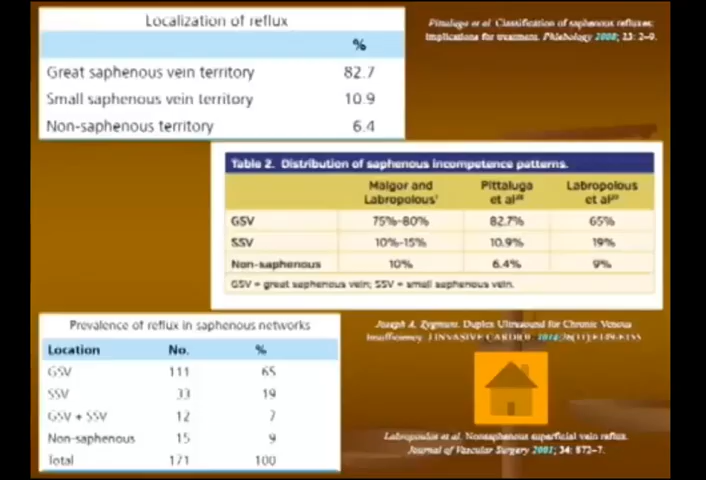 Localization of reflux
%
Great saphenous vein territory 82.7
Small saphenous vein territory 10.9
Non-saphenous territory 6.4
Pittaluga et al. Classification of saphenous refluxes:
implications for treatment. Phlebology 2008; 23: 2-9.
Table 2. Distribution of saphenous incompetence patterns.
Malgor and Pittaluga Labropolous
Labropolous et al et al
GSV 75%-80% 82.7% 65%
SSV 10%-15% 10.9% 19%
Non-saphenous 10% 6.4% 9%
GSV = great saphenous vein; SSV = small saphenous vein.
Prevalence of reflux in saphenous networks
Location No. %
GSV 111 65
SSV 33 19
GSV + SSV 12 7
Non-saphenous 15 9
Total 171 100
Joseph A. Zygmunt. Duplex Ultrasound for Chronic Venous
Insufficiency. J INVASIVE CARDIOL 2014;26(11):E149-E155
Labropoulos et al. Nonsaphenous superficial vein reflux.
Journal of Vascular Surgery 2001; 34: 872-7.